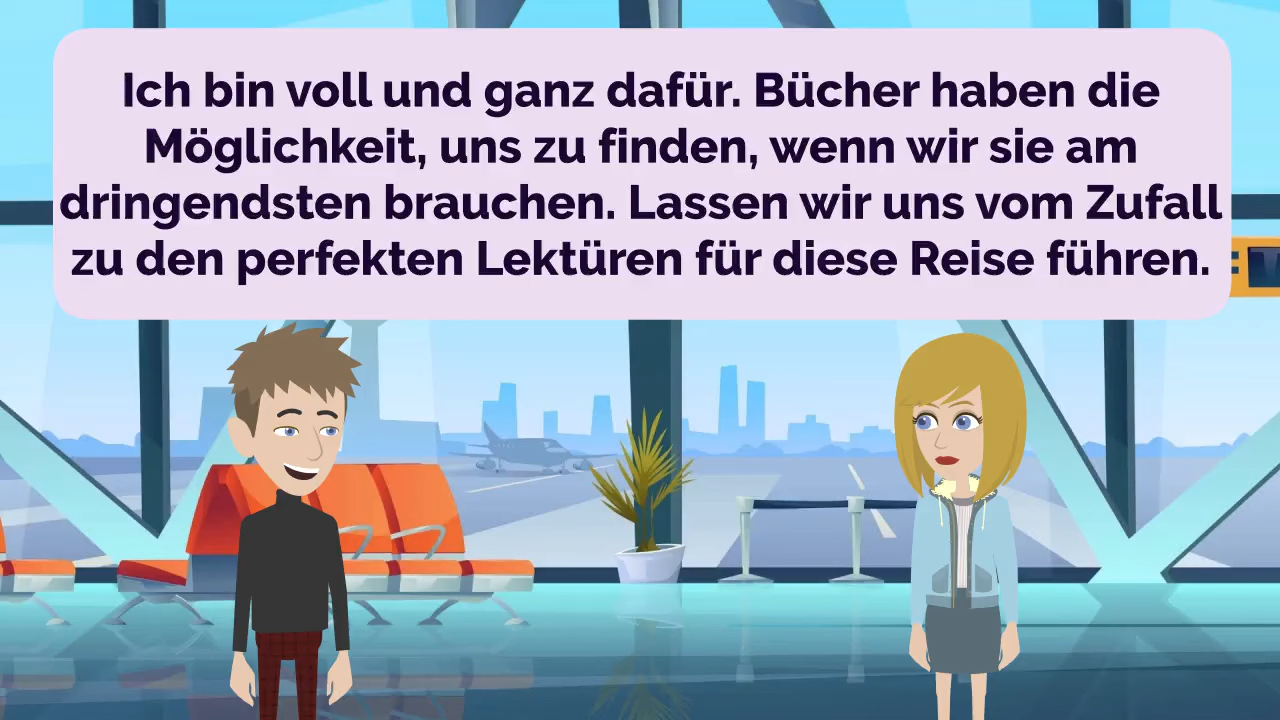 Ich bin voll und ganz dafür. Bücher haben die
Möglichkeit, uns zu finden, wenn wir sie am
dringendsten brauchen. Lassen wir uns vom Zufall
zu den perfekten Lektüren für diese Reise führen.